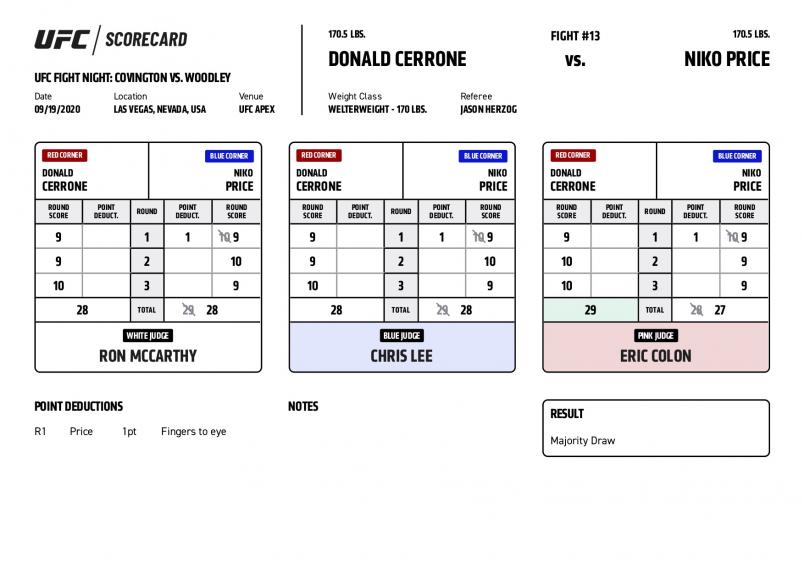 UFC SCORECARD
UFC FIGHT NIGHT: COVINGTON VS. WOODLEY
Date Location Venue
09/19/2020 LAS VEGAS, NEVADA, USA UFC APEX
170.5 LBS. FIGHT #13 170.5 LBS.
DONALD CERRONE VS. NIKO PRICE
Weight Class Referee
WELTERWEIGHT - 170 LBS. JASON HERZOG
RED CORNER BLUE CORNER
DONALD NIKO
CERRONE PRICE
ROUND SCORE POINT DEDUCT. ROUND POINT DEDUCT. ROUND SCORE
9 1 1 10 9
9 2 10
10 3 9
28 TOTAL 29 28
WHITE JUDGE
RON MCCARTHY
RED CORNER BLUE CORNER
DONALD NIKO
CERRONE PRICE
ROUND SCORE POINT DEDUCT. ROUND POINT DEDUCT. ROUND SCORE
9 1 1 10 9
9 2 10
10 3 9
28 TOTAL 29 28
BLUE JUDGE
CHRIS LEE
RED CORNER BLUE CORNER
DONALD NIKO
CERRONE PRICE
ROUND SCORE POINT DEDUCT. ROUND POINT DEDUCT. ROUND SCORE
9 1 1 10 9
10 2 9
10 3 9
29 TOTAL 28 27
PINK JUDGE
ERIC COLON
POINT DEDUCTIONS
R1 Price 1pt Fingers to eye
NOTES
RESULT
Majority Draw